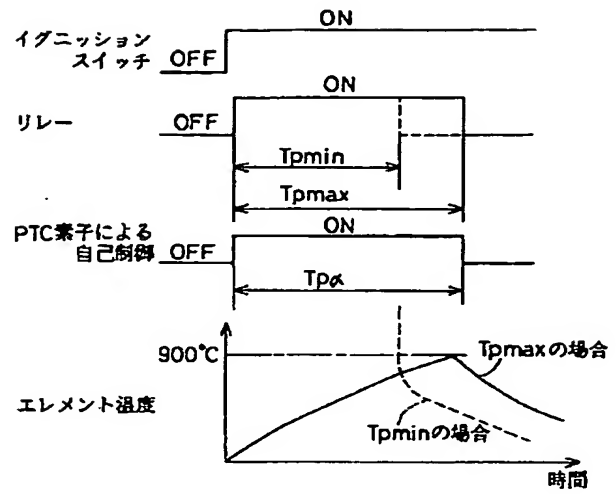 ON
イグニッション
スイッチ OFF
ON
リレー OFF
Tpmin
Tpmax
PTC素子による ON
自己制御 OFF
Tpα
900℃
Tpmaxの場合
エレメント温度
Tpminの場合
時間